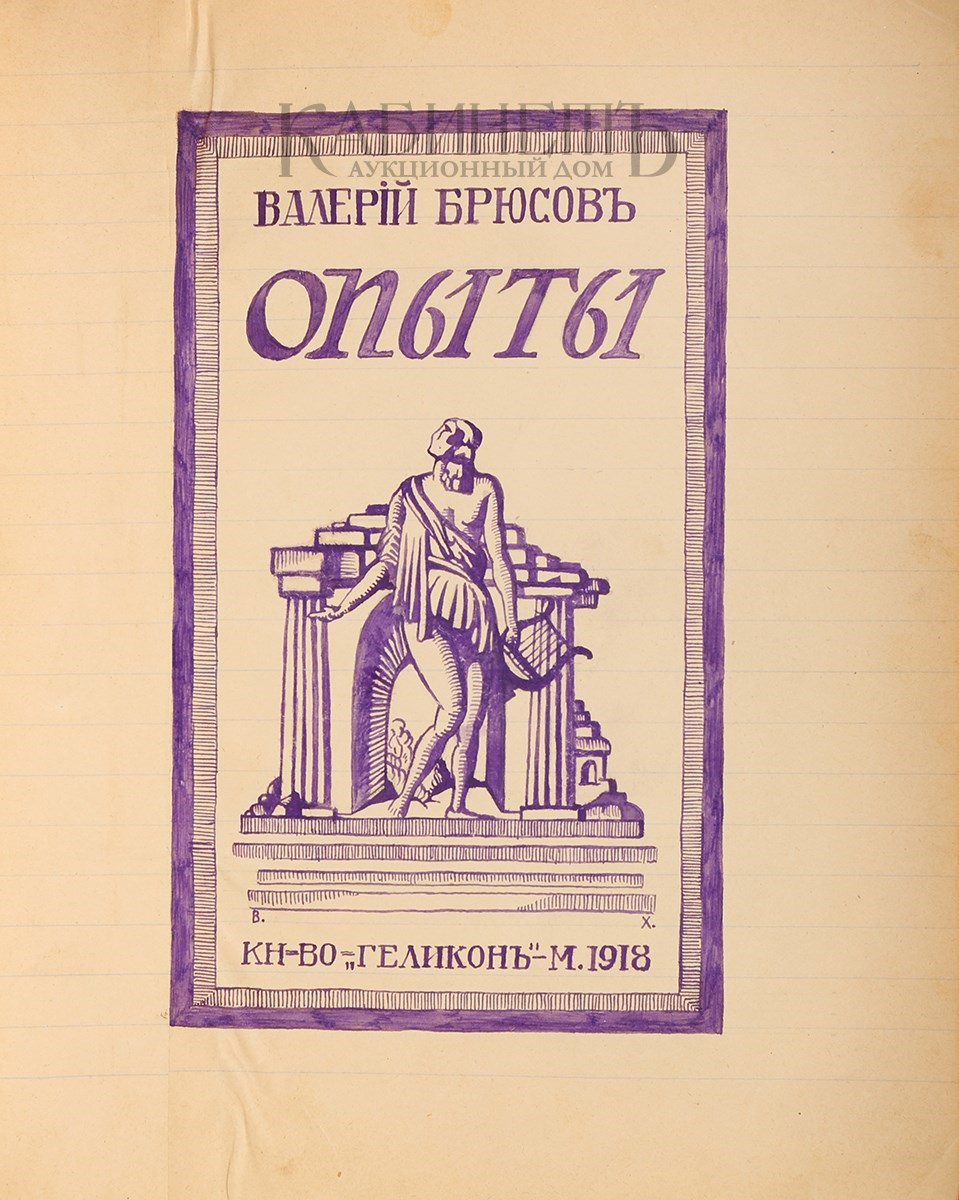 КАБИНЕТЪ
АУКЦИОННЫЙ ДОМ
ВАЛЕРІЙ БРЮСОВЪ
ОПЫТЫ
В. Х.
КН-ВО „ГЕЛИКОНЪ“-М. 1918